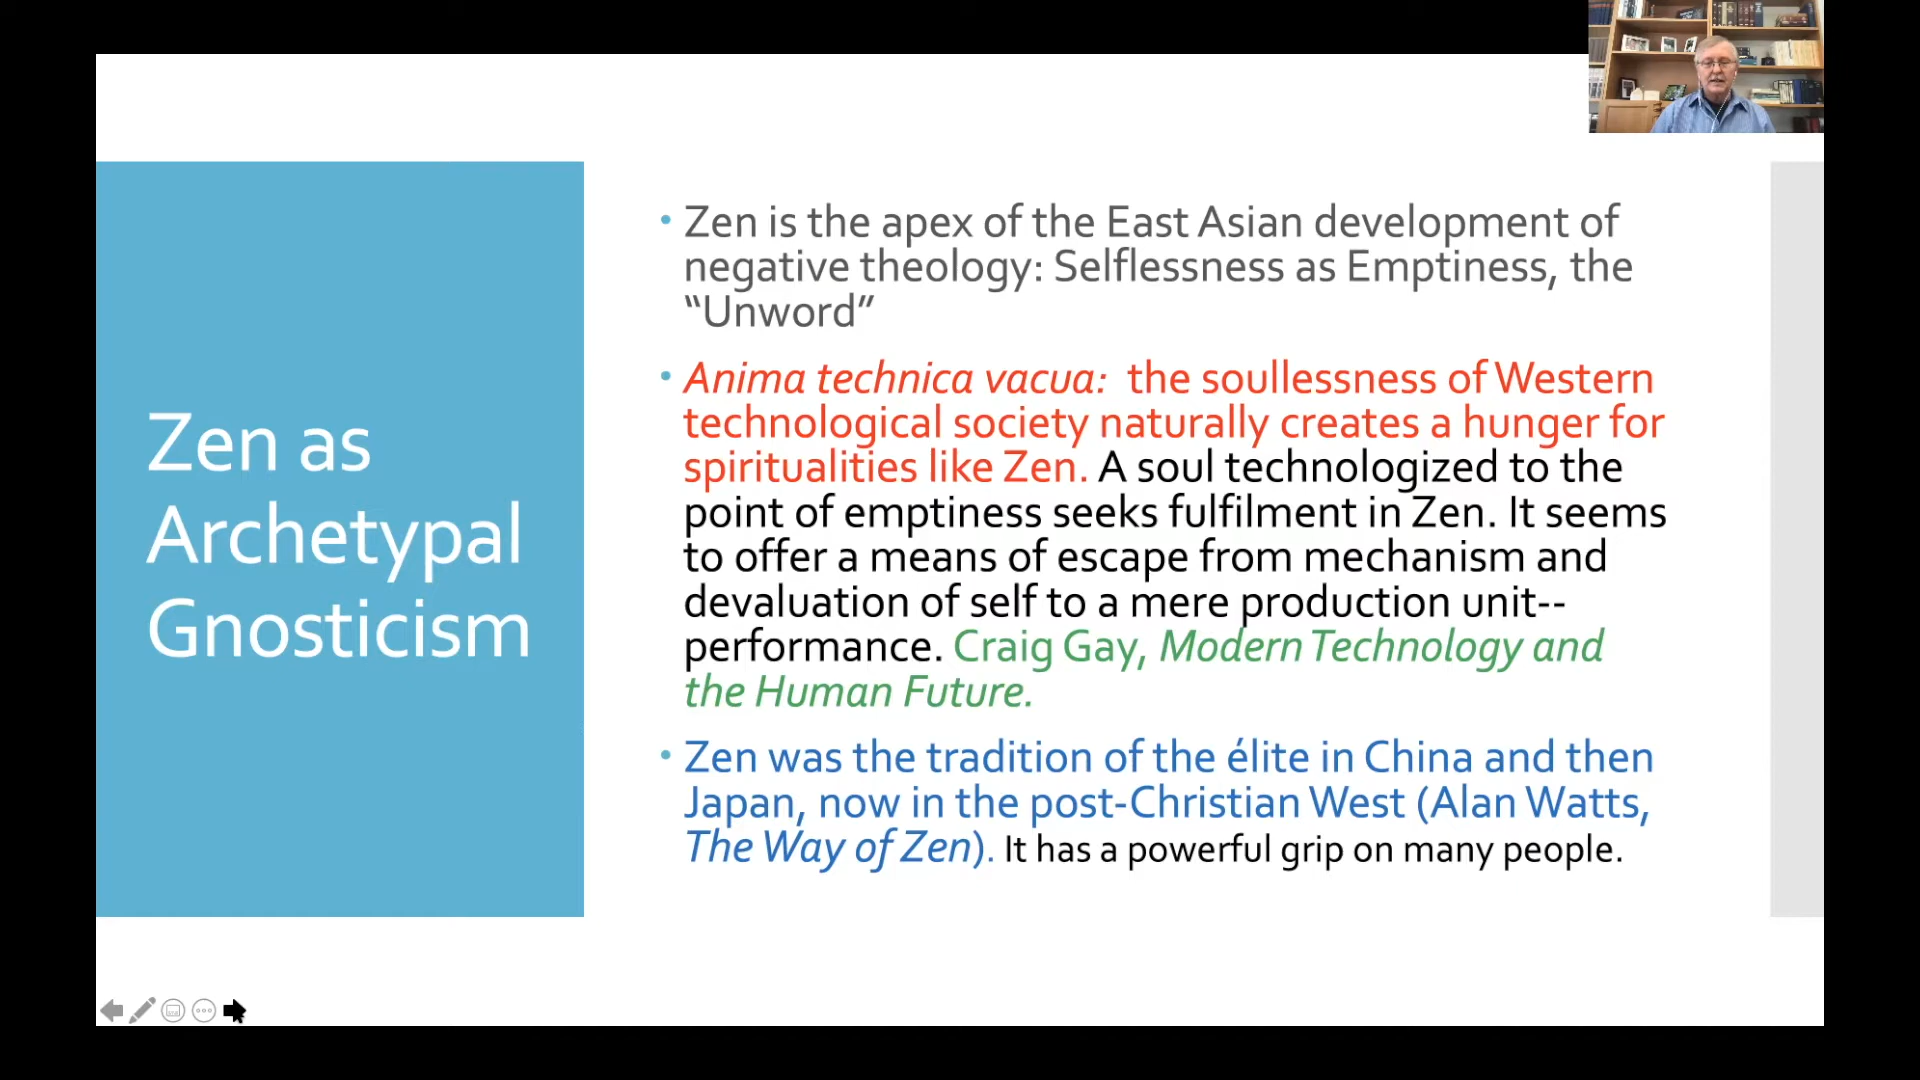 Zen as
Archetypal
Gnosticism
• Zen is the apex of the East Asian development of
negative theology: Selflessness as Emptiness, the
“Unword”
• Anima technica vacua:  the soullessness of Western
technological society naturally creates a hunger for
spiritualities like Zen. A soul technologized to the
point of emptiness seeks fulfilment in Zen. It seems
to offer a means of escape from mechanism and
devaluation of self to a mere production unit--
performance. Craig Gay, Modern Technology and
the Human Future.
• Zen was the tradition of the élite in China and then
Japan, now in the post-Christian West (Alan Watts,
The Way of Zen). It has a powerful grip on many people.